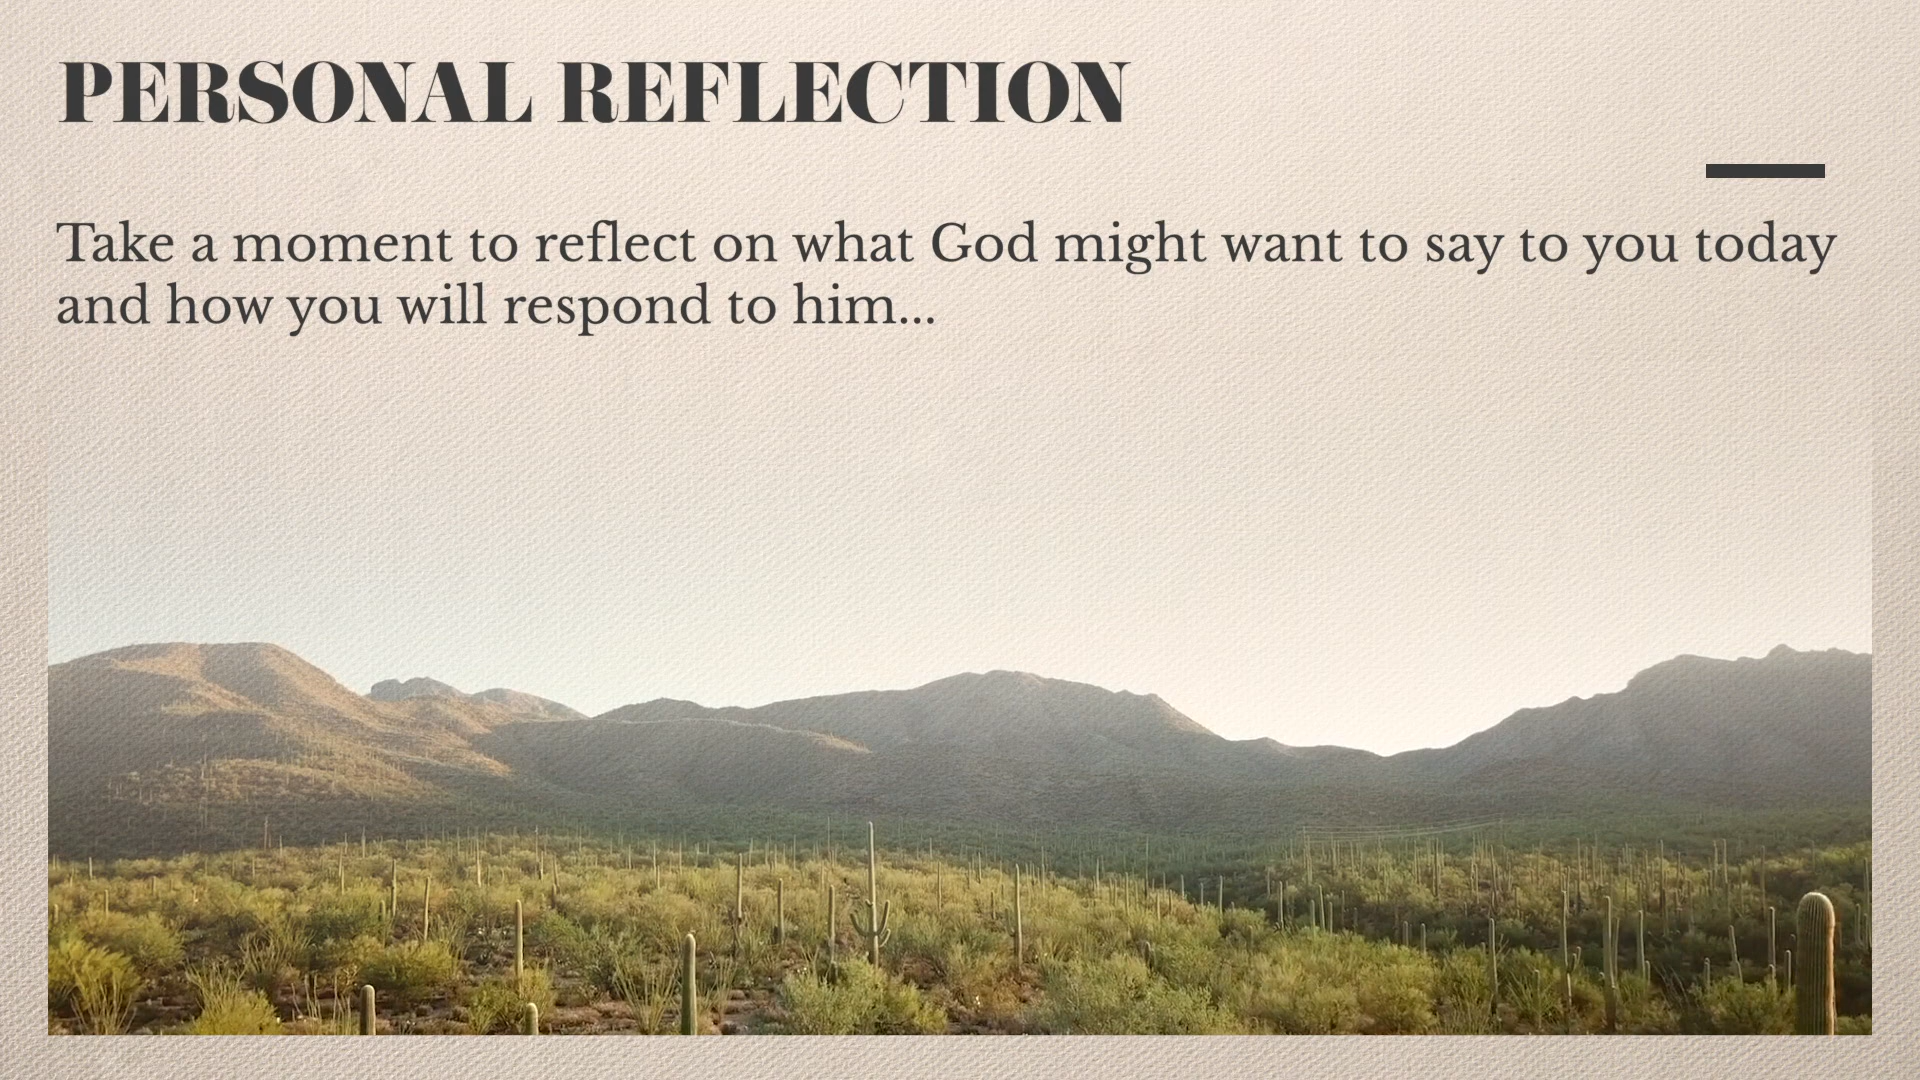 PERSONAL REFLECTION
Take a moment to reflect on what God might want to say to you today
and how you will respond to him...